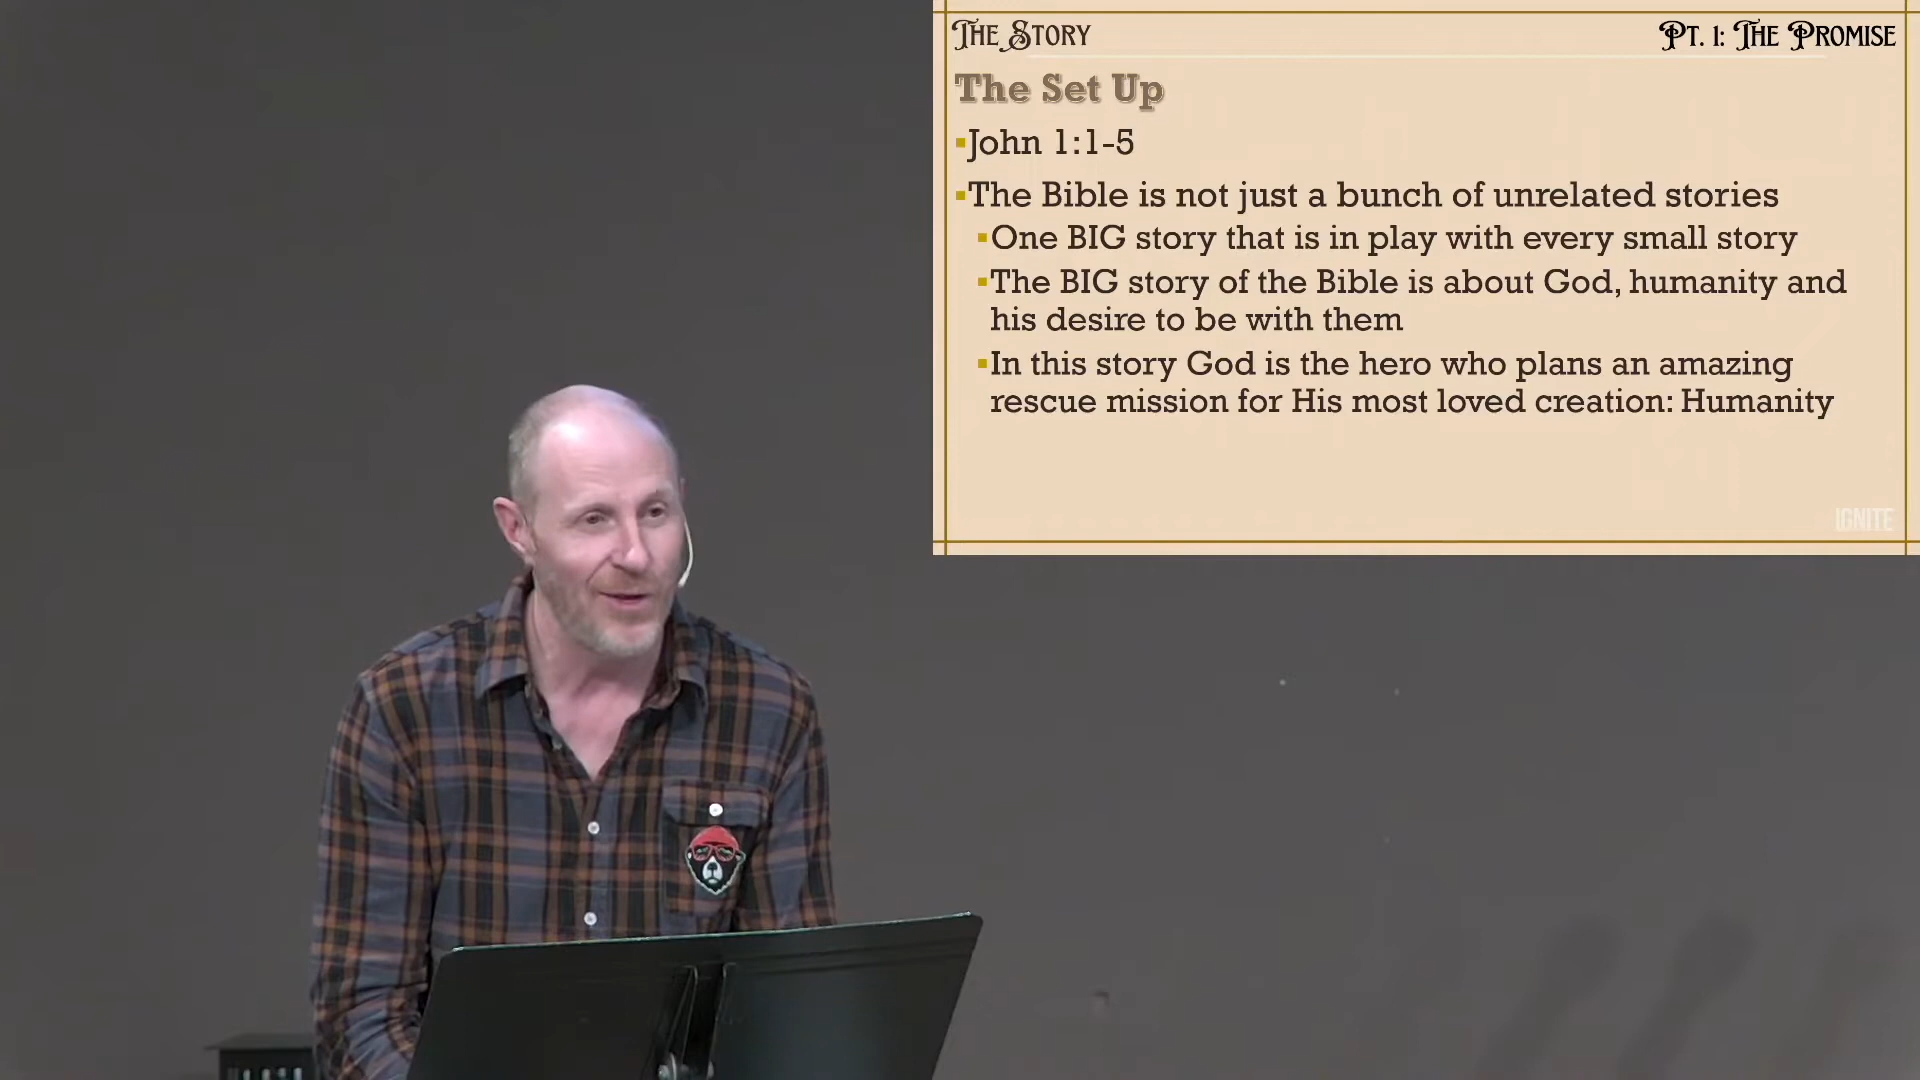 The Story
Pt. 1: The Promise
The Set Up
▪John 1:1-5
▪The Bible is not just a bunch of unrelated stories
▪One BIG story that is in play with every small story
▪The BIG story of the Bible is about God, humanity and
his desire to be with them
▪In this story God is the hero who plans an amazing
rescue mission for His most loved creation: Humanity
IGNITE